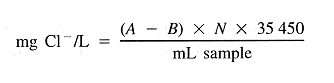 mg Cl⁻/L = (A − B) × N × 35 450
mL sample